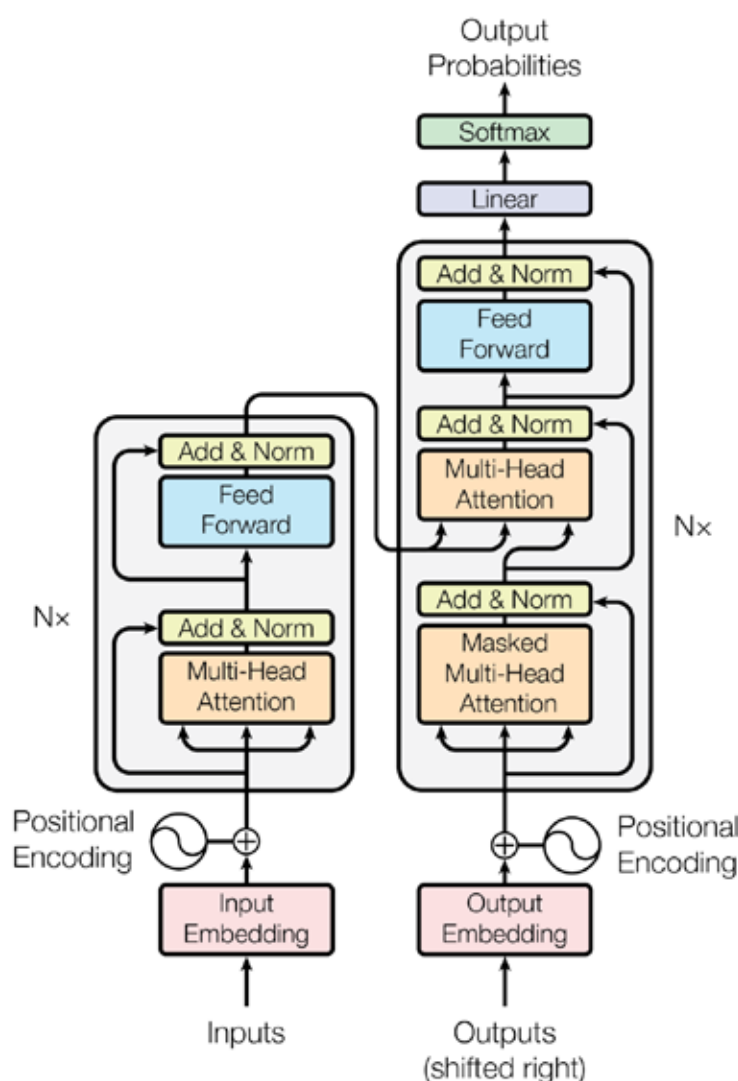 Output
Probabilities
Softmax
Linear
Add & Norm
Feed
Forward
Add & Norm
Multi-Head
Attention
Nx
Add & Norm
Masked
Multi-Head
Attention
Add & Norm
Feed
Forward
Nx
Add & Norm
Multi-Head
Attention
Positional
Encoding
Positional
Encoding
Input
Embedding
Output
Embedding
Inputs
Outputs
(shifted right)